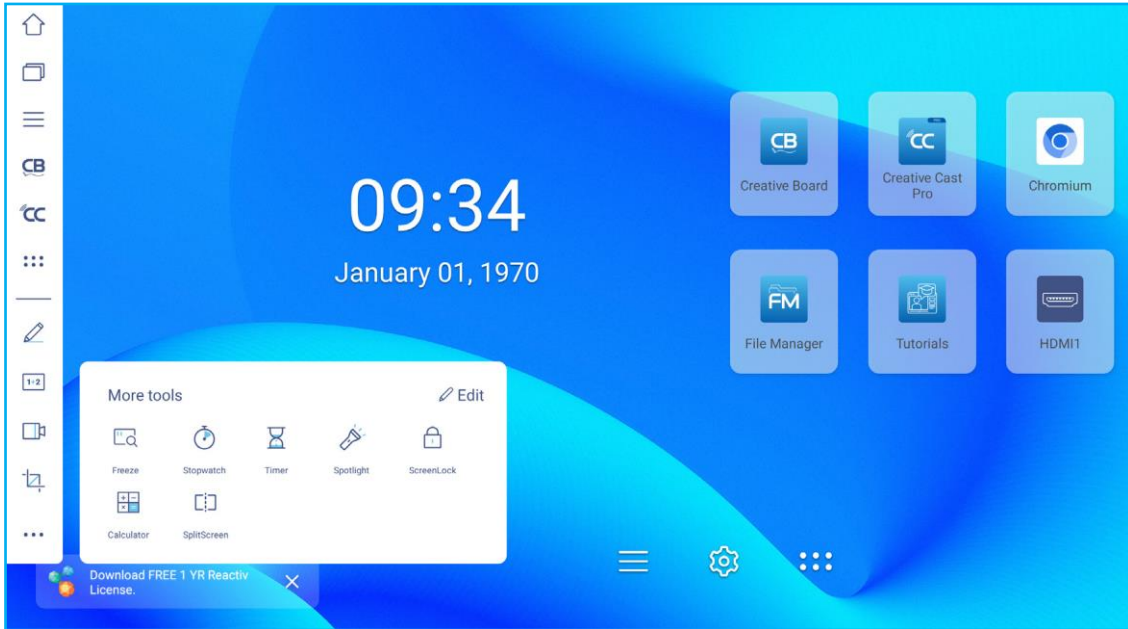 CB
CC
1÷2
09:34
January 01, 1970
CB
Creative Board
CC
Creative Cast
Pro
Chromium
FM
File Manager
Tutorials
HDMI1
More tools
Edit
Freeze
Stopwatch
Timer
Spotlight
ScreenLock
Calculator
SplitScreen
Download FREE 1 YR Reactiv
License.